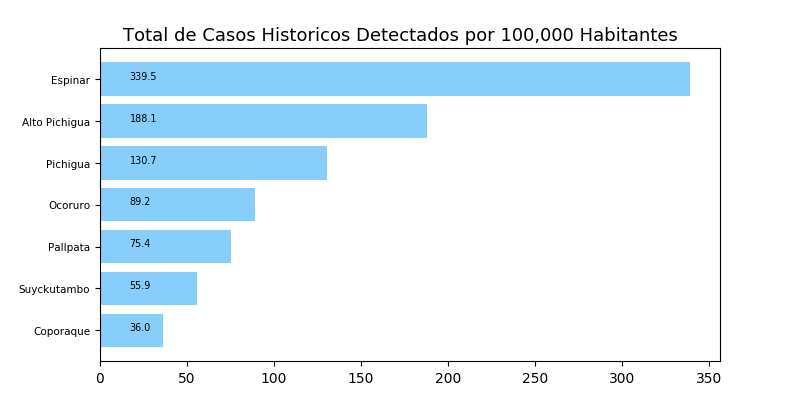 Total de Casos Historicos Detectados por 100,000 Habitantes
Espinar 339.5
Alto Pichigua 188.1
Pichigua 130.7
Ocoruro 89.2
Pallpata 75.4
Suyckutambo 55.9
Coporaque 36.0
0 50 100 150 200 250 300 350